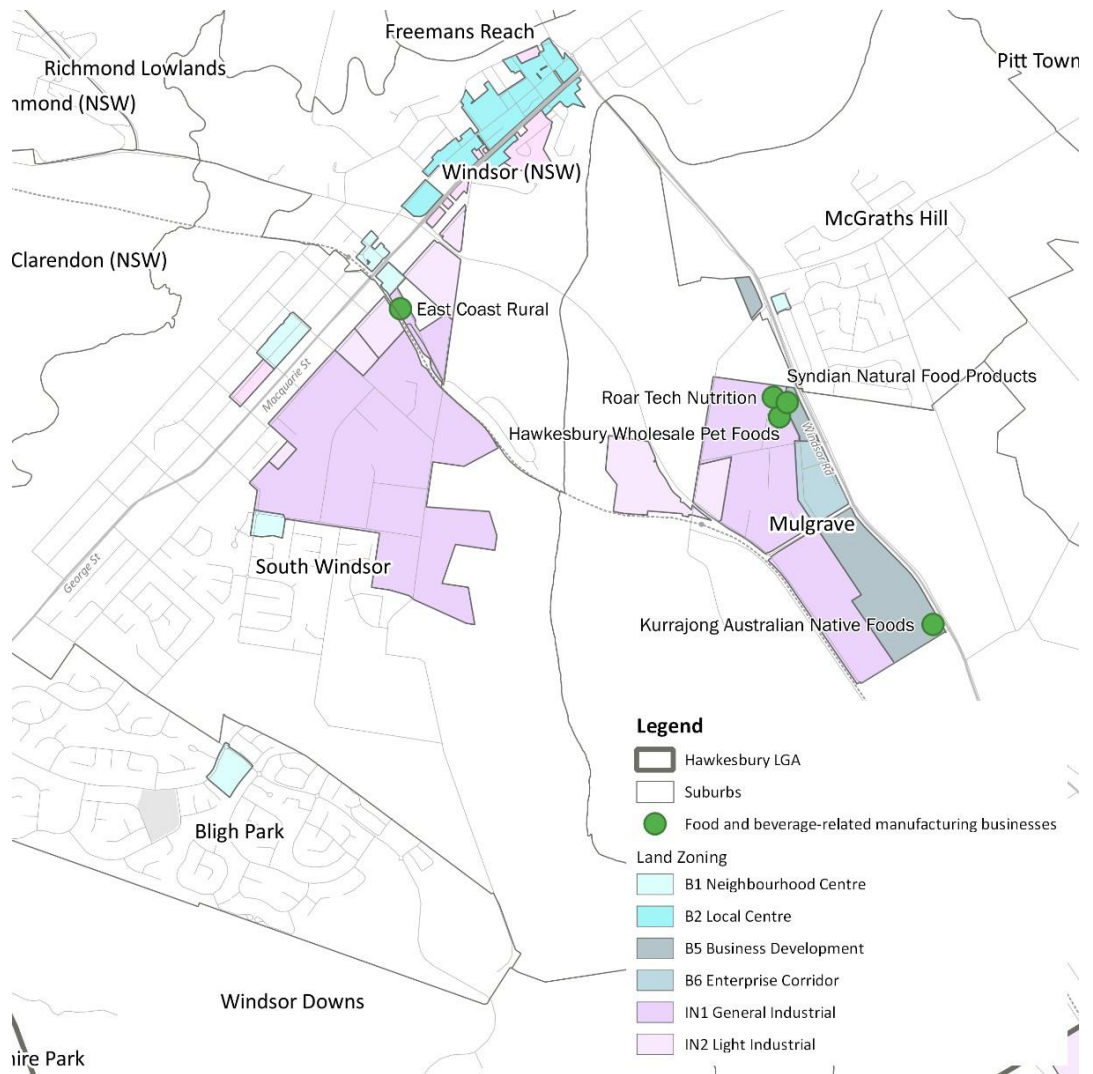 Freemans Reach
Richmond Lowlands
Pitt Town
hmond (NSW)
Windsor (NSW)
McGraths Hill
Clarendon (NSW)
East Coast Rural
Macquarie St
Syndian Natural Food Products
Roar Tech Nutrition
Hawkesbury Wholesale Pet Foods
Windsor Rd
Mulgrave
George St
South Windsor
Kurrajong Australian Native Foods
Bligh Park
Windsor Downs
hire Park
Legend
Hawkesbury LGA
Suburbs
Food and beverage-related manufacturing businesses
Land Zoning
B1 Neighbourhood Centre
B2 Local Centre
B5 Business Development
B6 Enterprise Corridor
IN1 General Industrial
IN2 Light Industrial